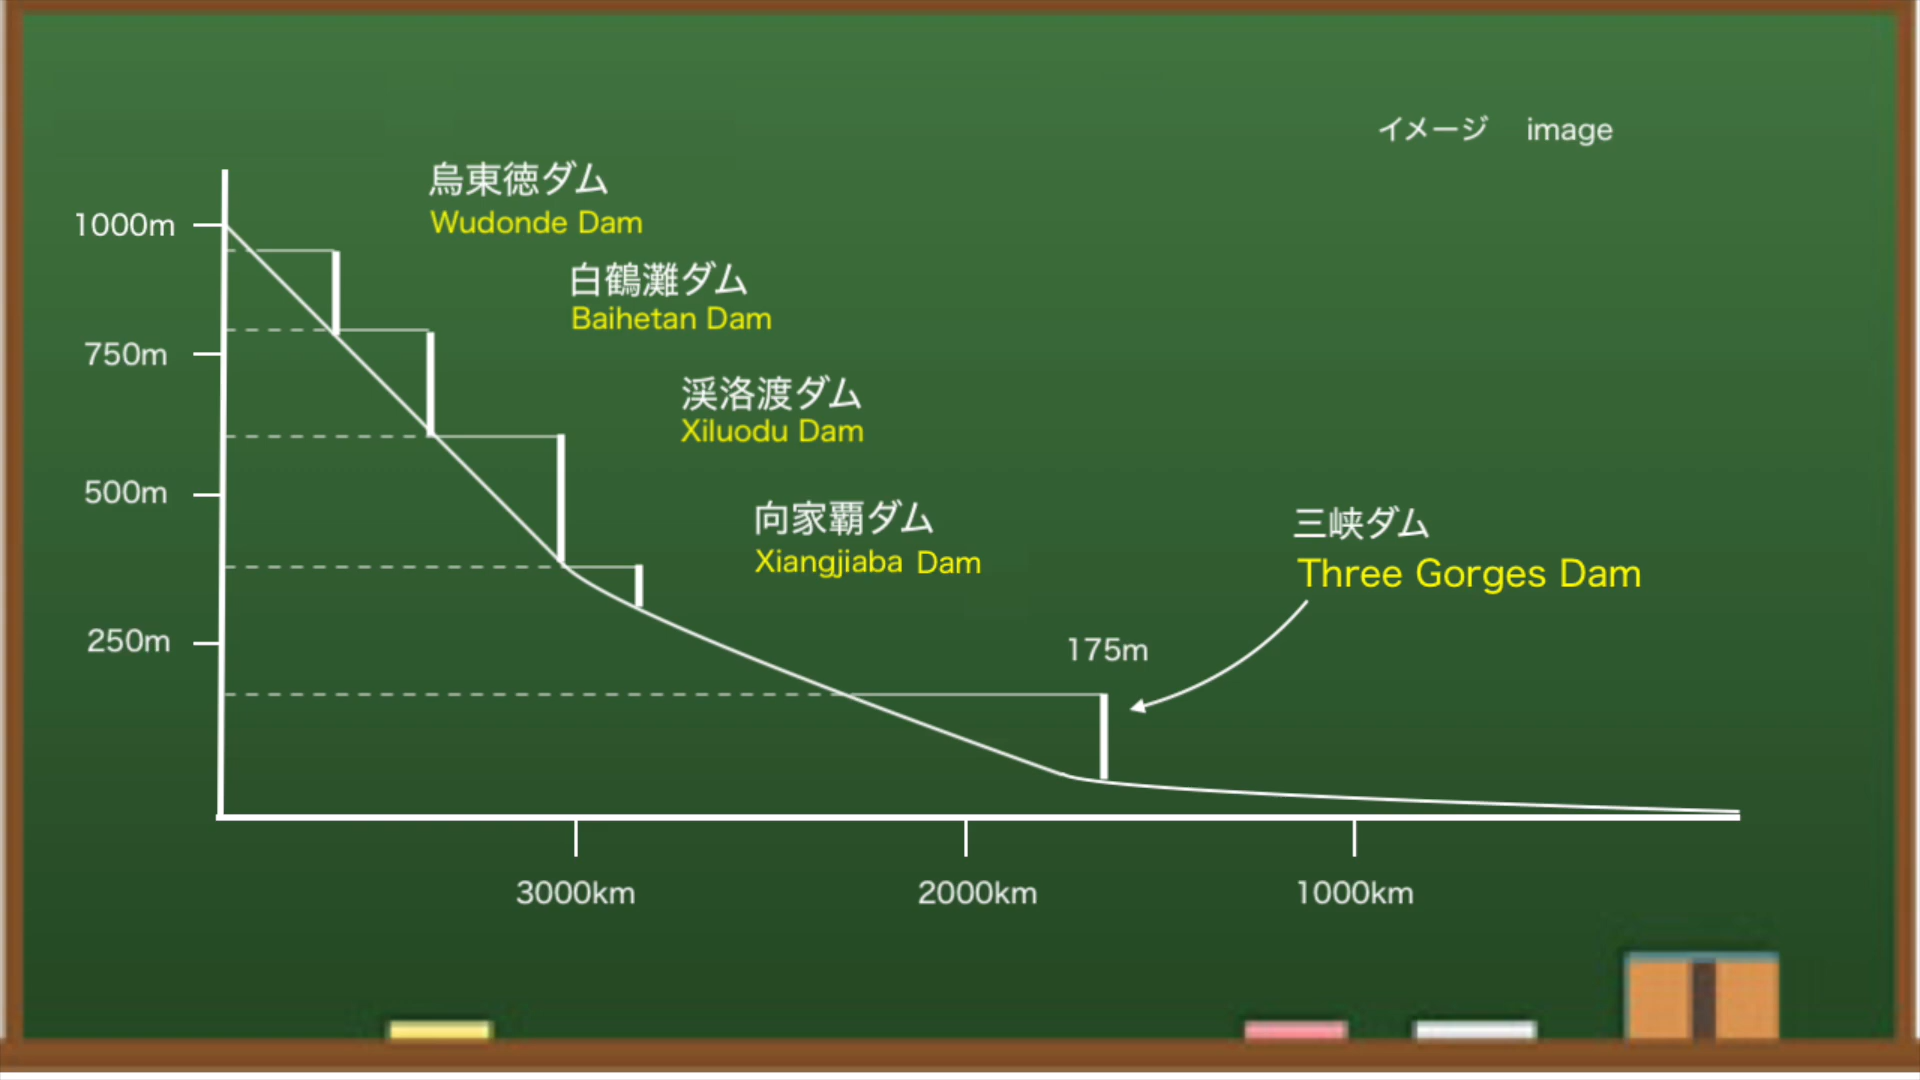 イメージ image
烏東徳ダム
Wudonde Dam
1000m
白鶴灘ダム
Baihetan Dam
750m
渓洛渡ダム
Xiluodu Dam
500m
向家覇ダム
Xiangjiaba Dam
三峡ダム
Three Gorges Dam
250m
175m
3000km
2000km
1000km